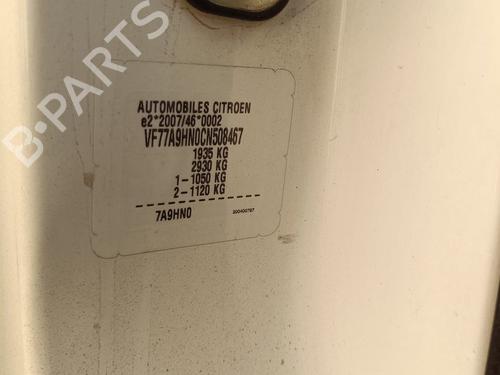 B-PARTS
AUTOMOBILES CITROEN
e2*2007/46*0002
VF77A9HN0CN508467
1935 KG
2930 KG
1-1050 KG
2-1120 KG
7A9HN0